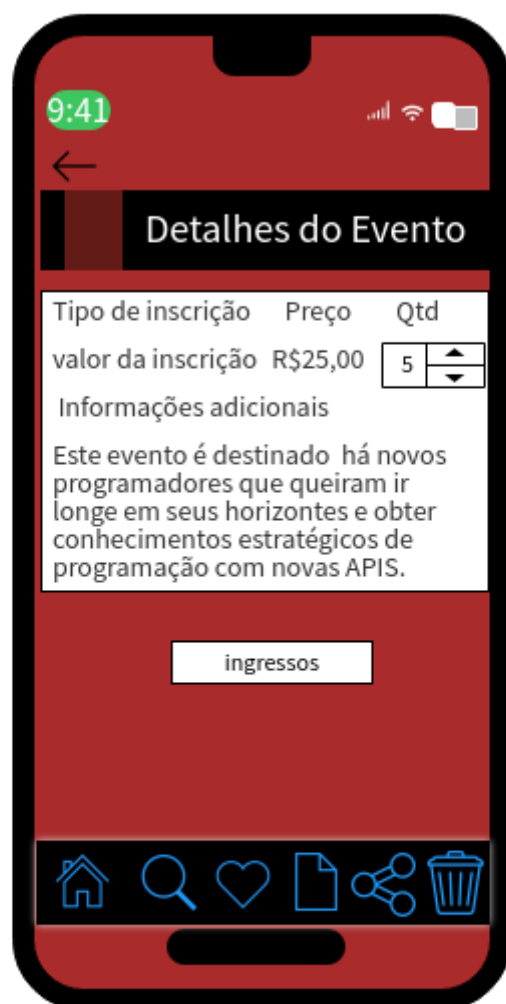 9:41
Detalhes do Evento
Tipo de inscrição Preço Qtd
valor da inscrição R$25,00 5
Informações adicionais
Este evento é destinado há novos
programadores que queiram ir
longe em seus horizontes e obter
conhecimentos estratégicos de
programação com novas APIS.
ingressos